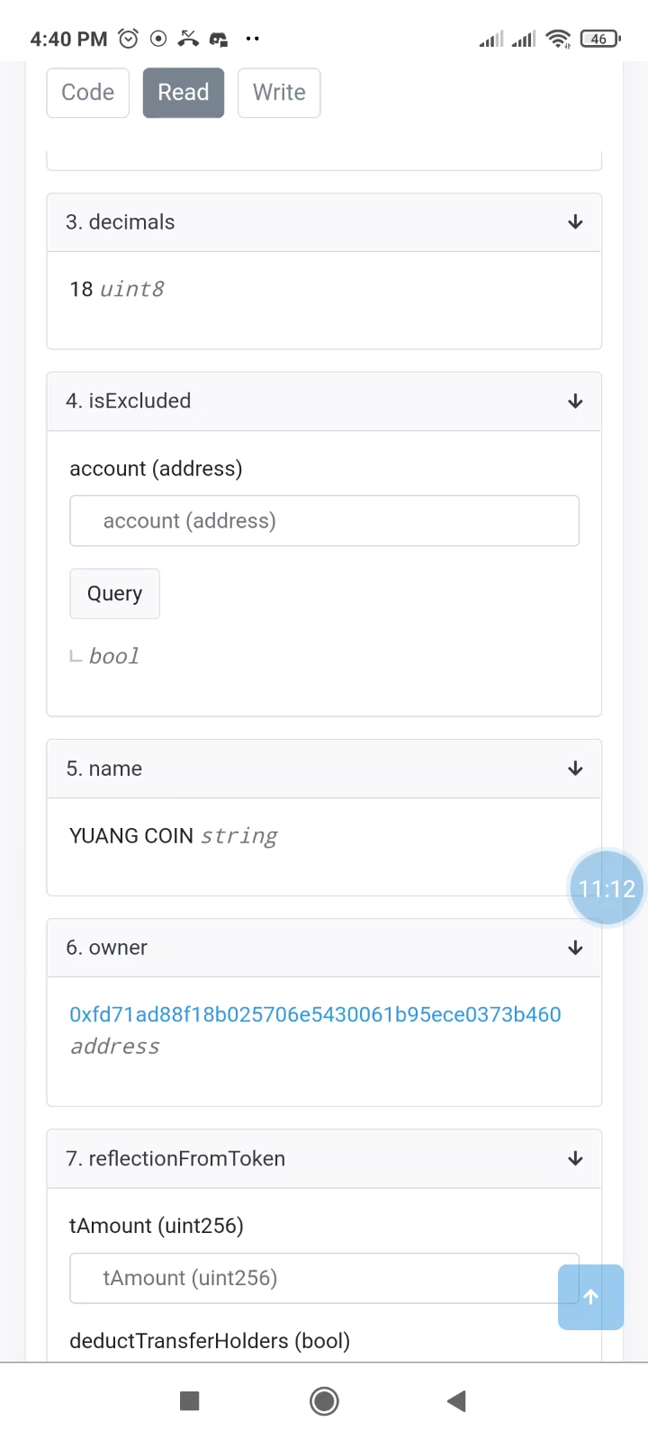 4:40 PM
46
Code Read Write
3. decimals
18 uint8
4. isExcluded
account (address)
account (address)
Query
bool
5. name
YUANG COIN string
11:12
6. owner
0xfd71ad88f18b025706e5430061b95ece0373b460
address
7. reflectionFromToken
tAmount (uint256)
tAmount (uint256)
deductTransferHolders (bool)